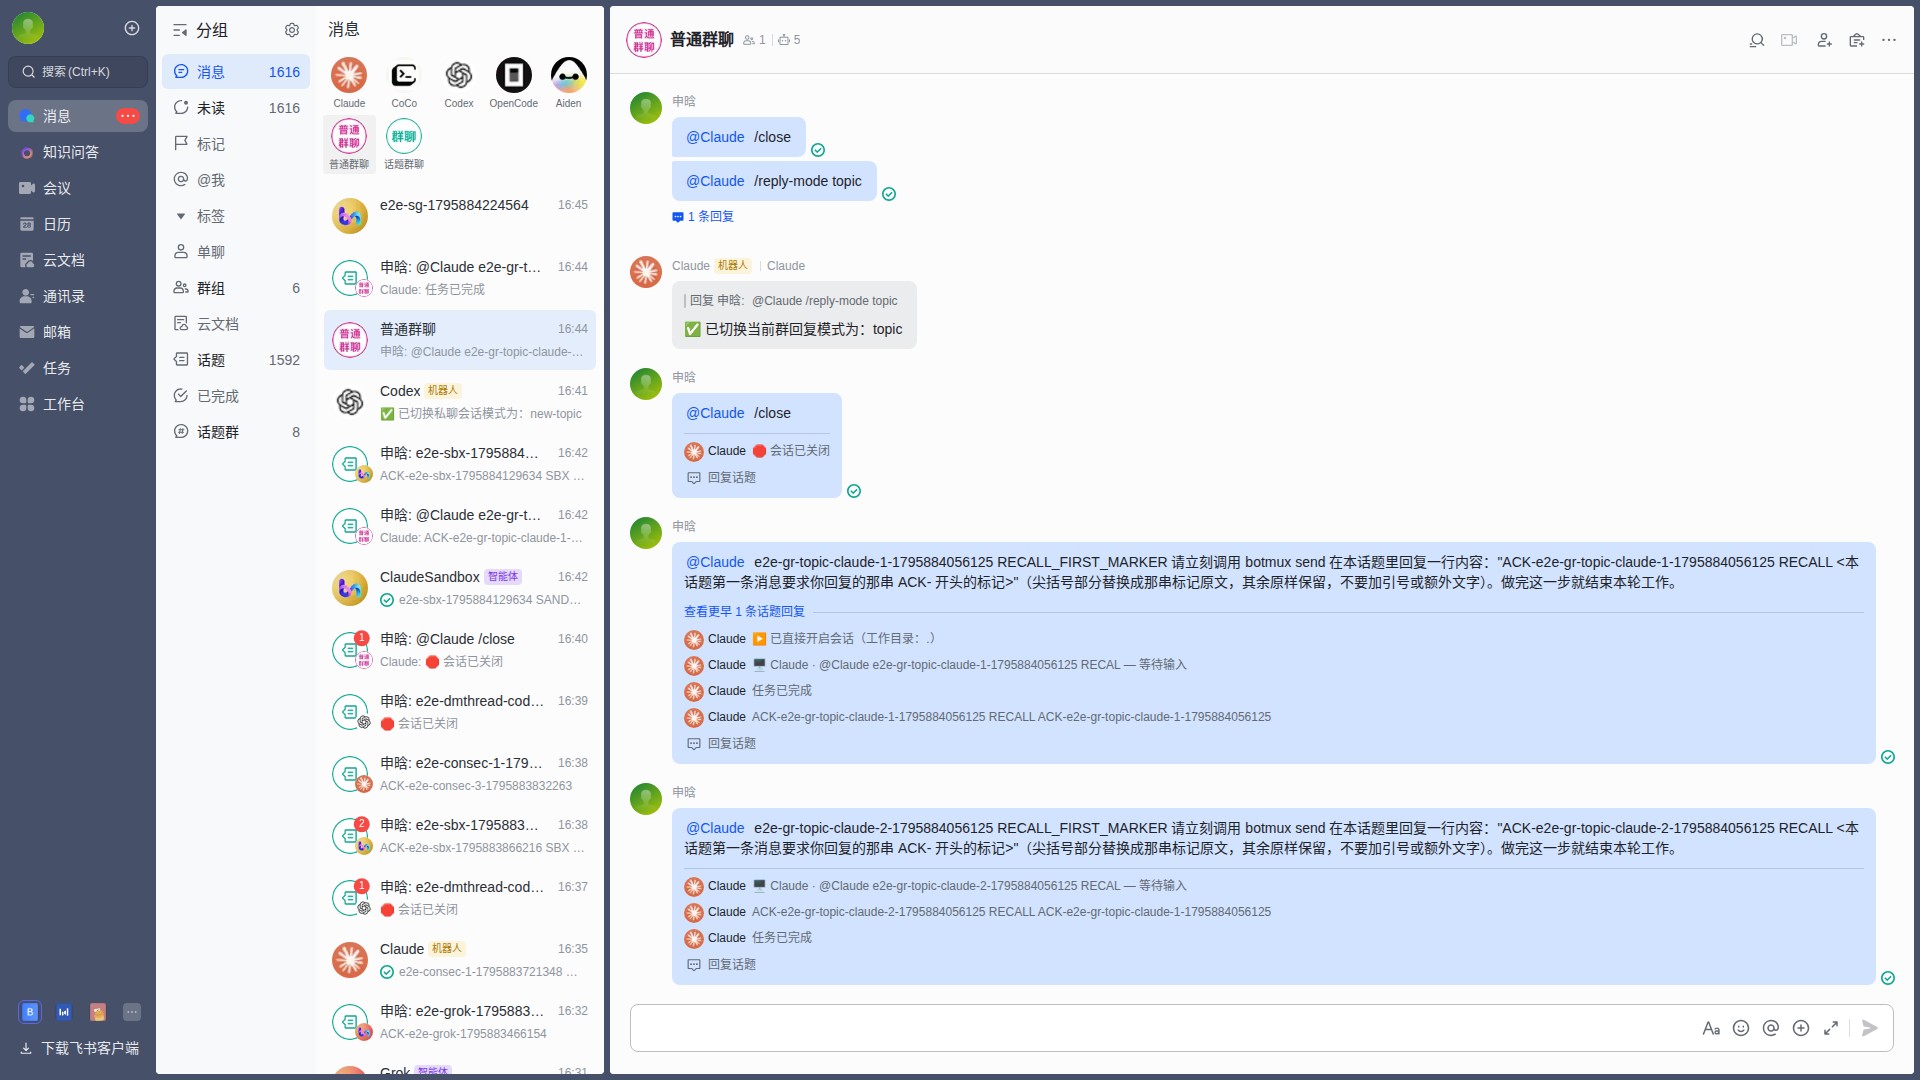 搜索 (Ctrl+K)
消息
知识问答
会议
日历
云文档
通讯录
邮箱
任务
工作台
下载飞书客户端
分组
消息 1616
未读 1616
标记
@我
标签
单聊
群组 6
云文档
话题 1592
已完成
话题群 8
消息
Claude
CoCo
Codex
OpenCode
Aiden
普通群聊
普通群聊
群聊
话题群聊
e2e-sg-1795884224564 16:45
申晗: @Claude e2e-gr-t… 16:44
Claude: 任务已完成
普通群聊 16:44
申晗: @Claude e2e-gr-topic-claude-…
Codex 机器人 16:41
✅ 已切换私聊会话模式为：new-topic
申晗: e2e-sbx-1795884… 16:42
ACK-e2e-sbx-1795884129634 SBX …
申晗: @Claude e2e-gr-t… 16:42
Claude: ACK-e2e-gr-topic-claude-1-…
ClaudeSandbox 智能体 16:42
e2e-sbx-1795884129634 SAND…
1
申晗: @Claude /close 16:40
Claude: 🛑 会话已关闭
申晗: e2e-dmthread-cod… 16:39
🛑 会话已关闭
申晗: e2e-consec-1-179… 16:38
ACK-e2e-consec-3-1795883832263
2
申晗: e2e-sbx-1795883… 16:38
ACK-e2e-sbx-1795883866216 SBX …
1
申晗: e2e-dmthread-cod… 16:37
🛑 会话已关闭
Claude 机器人 16:35
e2e-consec-1-1795883721348 …
申晗: e2e-grok-1795883… 16:32
ACK-e2e-grok-1795883466154
Grok 智能体 16:31
普通群聊
普通群聊 1 5
申晗
@Claude /close
@Claude /reply-mode topic
1 条回复
Claude 机器人 Claude
回复 申晗：@Claude /reply-mode topic
✅ 已切换当前群回复模式为：topic
申晗
@Claude /close
Claude 🛑 会话已关闭
回复话题
申晗
@Claude e2e-gr-topic-claude-1-1795884056125 RECALL_FIRST_MARKER 请立刻调用 botmux send 在本话题里回复一行内容："ACK-e2e-gr-topic-claude-1-1795884056125 RECALL <本
话题第一条消息要求你回复的那串 ACK- 开头的标记>"（尖括号部分替换成那串标记原文，其余原样保留，不要加引号或额外文字）。做完这一步就结束本轮工作。
查看更早 1 条话题回复
Claude ▶️ 已直接开启会话（工作目录：.）
Claude 🖥️ Claude · @Claude e2e-gr-topic-claude-1-1795884056125 RECAL — 等待输入
Claude 任务已完成
Claude ACK-e2e-gr-topic-claude-1-1795884056125 RECALL ACK-e2e-gr-topic-claude-1-1795884056125
回复话题
申晗
@Claude e2e-gr-topic-claude-2-1795884056125 RECALL_FIRST_MARKER 请立刻调用 botmux send 在本话题里回复一行内容："ACK-e2e-gr-topic-claude-2-1795884056125 RECALL <本
话题第一条消息要求你回复的那串 ACK- 开头的标记>"（尖括号部分替换成那串标记原文，其余原样保留，不要加引号或额外文字）。做完这一步就结束本轮工作。
Claude 🖥️ Claude · @Claude e2e-gr-topic-claude-2-1795884056125 RECAL — 等待输入
Claude ACK-e2e-gr-topic-claude-2-1795884056125 RECALL ACK-e2e-gr-topic-claude-1-1795884056125
Claude 任务已完成
回复话题
Aa